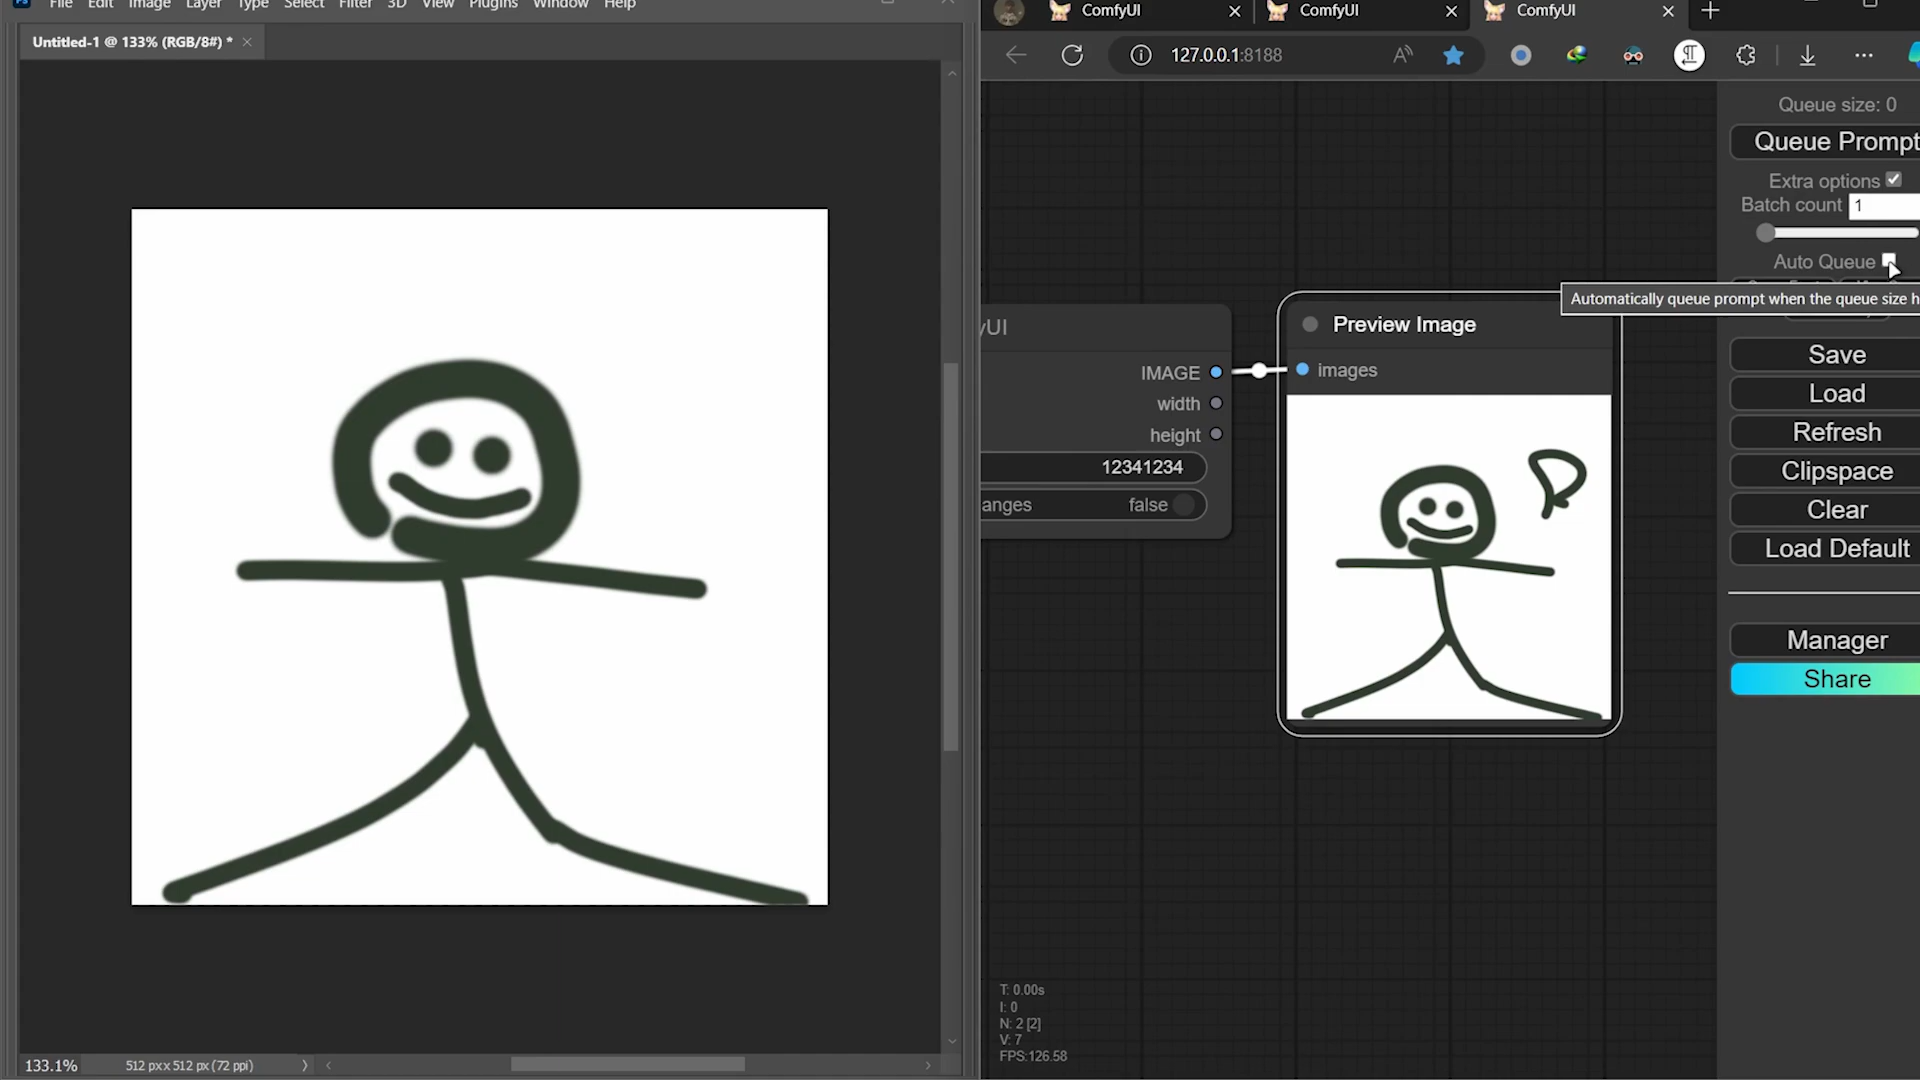 Ps File Edit Image Layer Type Select Filter 3D View Plugins Window Help
Untitled-1 @ 133% (RGB/8#) *
133.1% 512 px x 512 px (72 ppi)
ComfyUI
ComfyUI
ComfyUI
127.0.0.1:8188
Queue size: 0
Queue Prompt
Extra options
Batch count 1
Auto Queue
Automatically queue prompt when the queue size h
Save
Load
Refresh
Clipspace
Clear
Load Default
Manager
Share
yUI
IMAGE
width
height
12341234
anges false
Preview Image
images
T: 0.00s
I: 0
N: 2 [2]
V: 7
FPS:126.58